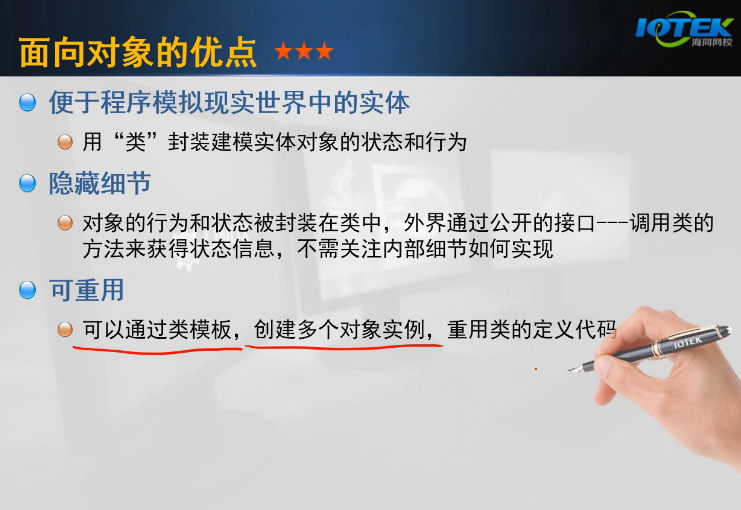 面向对象的优点 ★★★
IOTEK
海同网校
便于程序模拟现实世界中的实体
用“类”封装建模实体对象的状态和行为
隐藏细节
对象的行为和状态被封装在类中，外界通过公开的接口---调用类的
方法来获得状态信息，不需关注内部细节如何实现
可重用
可以通过类模板，创建多个对象实例，重用类的定义代码
IOTEK